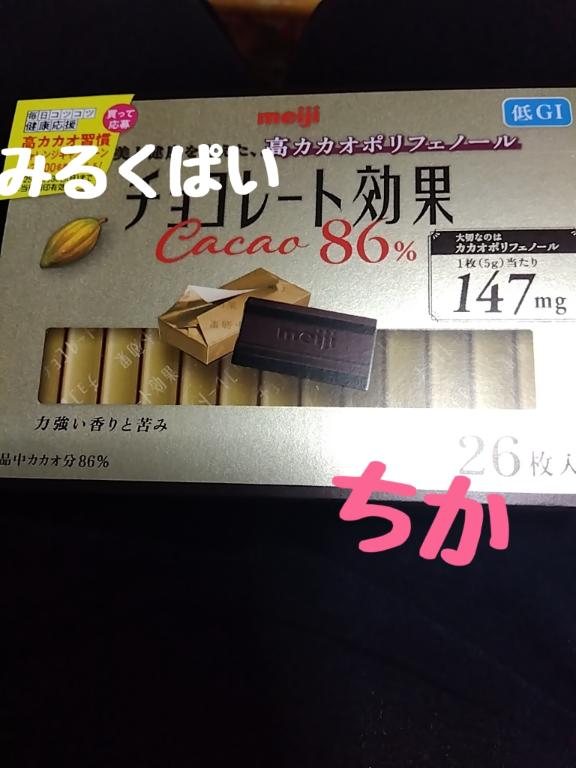 毎日コツコツ
健康応援
買って
応募
高カカオ習慣
meiji
低GI
高カカオポリフェノール
みるくぱい
チョコレート効果
Cacao 86%
大切なのは
カカオポリフェノール
1枚(5g)当たり
147mg
meiji
力強い香りと苦み
26枚入
品中カカオ分86%
ちか